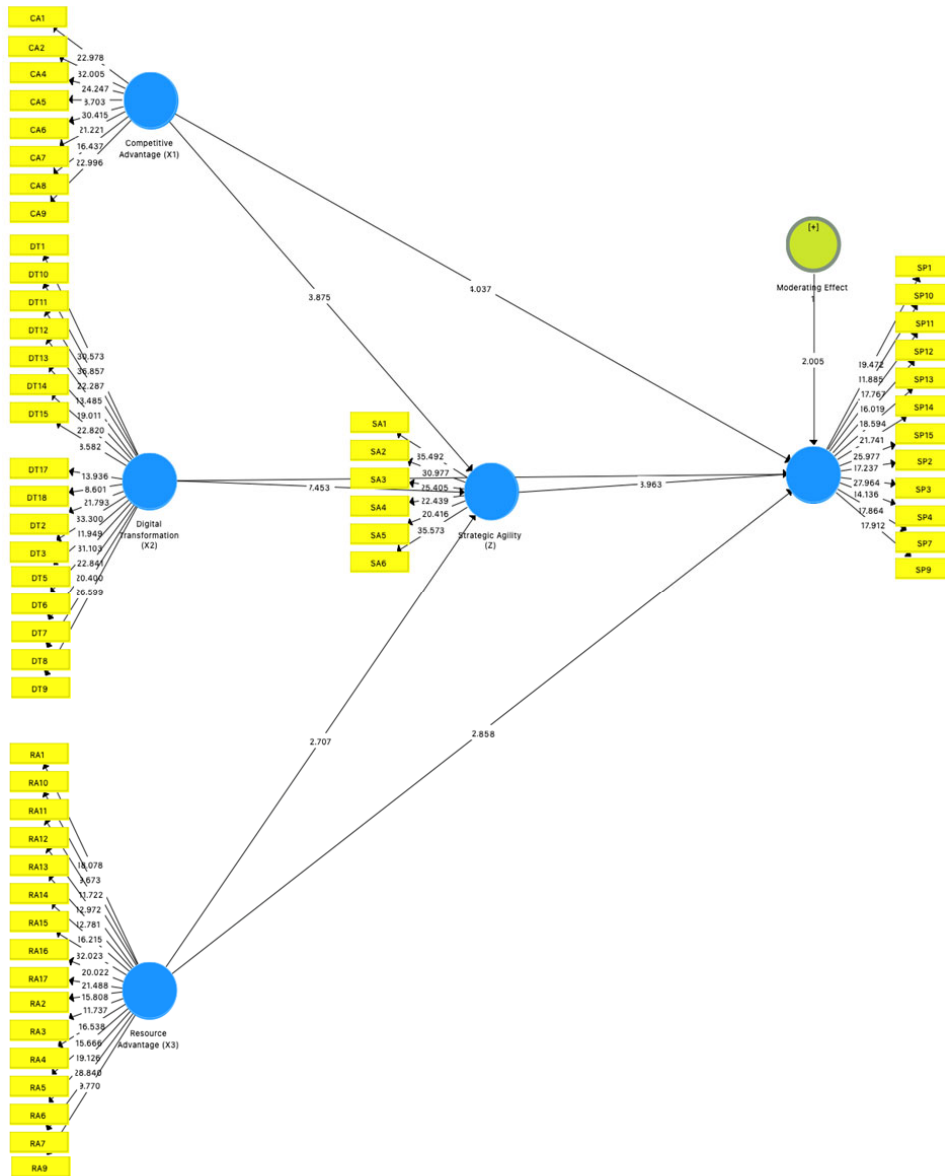 CA1
CA2
CA4
CA5
CA6
CA7
CA8
CA9
22.978
32.005
24.247
30.415
21.221
16.437
22.996
Competitive
Advantage (X1)
DT1
DT10
DT11
DT12
DT13
DT14
DT15
DT17
DT18
DT2
DT3
DT5
DT6
DT7
DT8
DT9
30.573
22.287
13.485
19.011
22.820
13.936
8.601
21.793
33.300
11.949
31.103
22.841
20.400
26.599
Digital
Transformation
(X2)
RA1
RA10
RA11
RA12
RA13
RA14
RA15
RA16
RA17
RA2
RA3
RA4
RA5
RA6
RA7
RA9
18.078
11.722
12.972
12.781
16.215
32.023
20.022
21.488
15.808
11.737
16.538
15.666
19.126
28.840
Resource
Advantage (X3)
3.875
4.037
7.453
2.707
2.858
3.963
2.005
SA1
SA2
SA3
SA4
SA5
SA6
35.492
30.977
25.405
22.439
20.416
35.573
Strategic Agility
(Z)
[+]
Moderating Effect
1
SP1
SP10
SP11
SP12
SP13
SP14
SP15
SP2
SP3
SP4
SP7
SP9
19.472
11.885
17.767
16.019
18.594
21.741
25.977
17.237
27.964
14.136
17.864
17.912